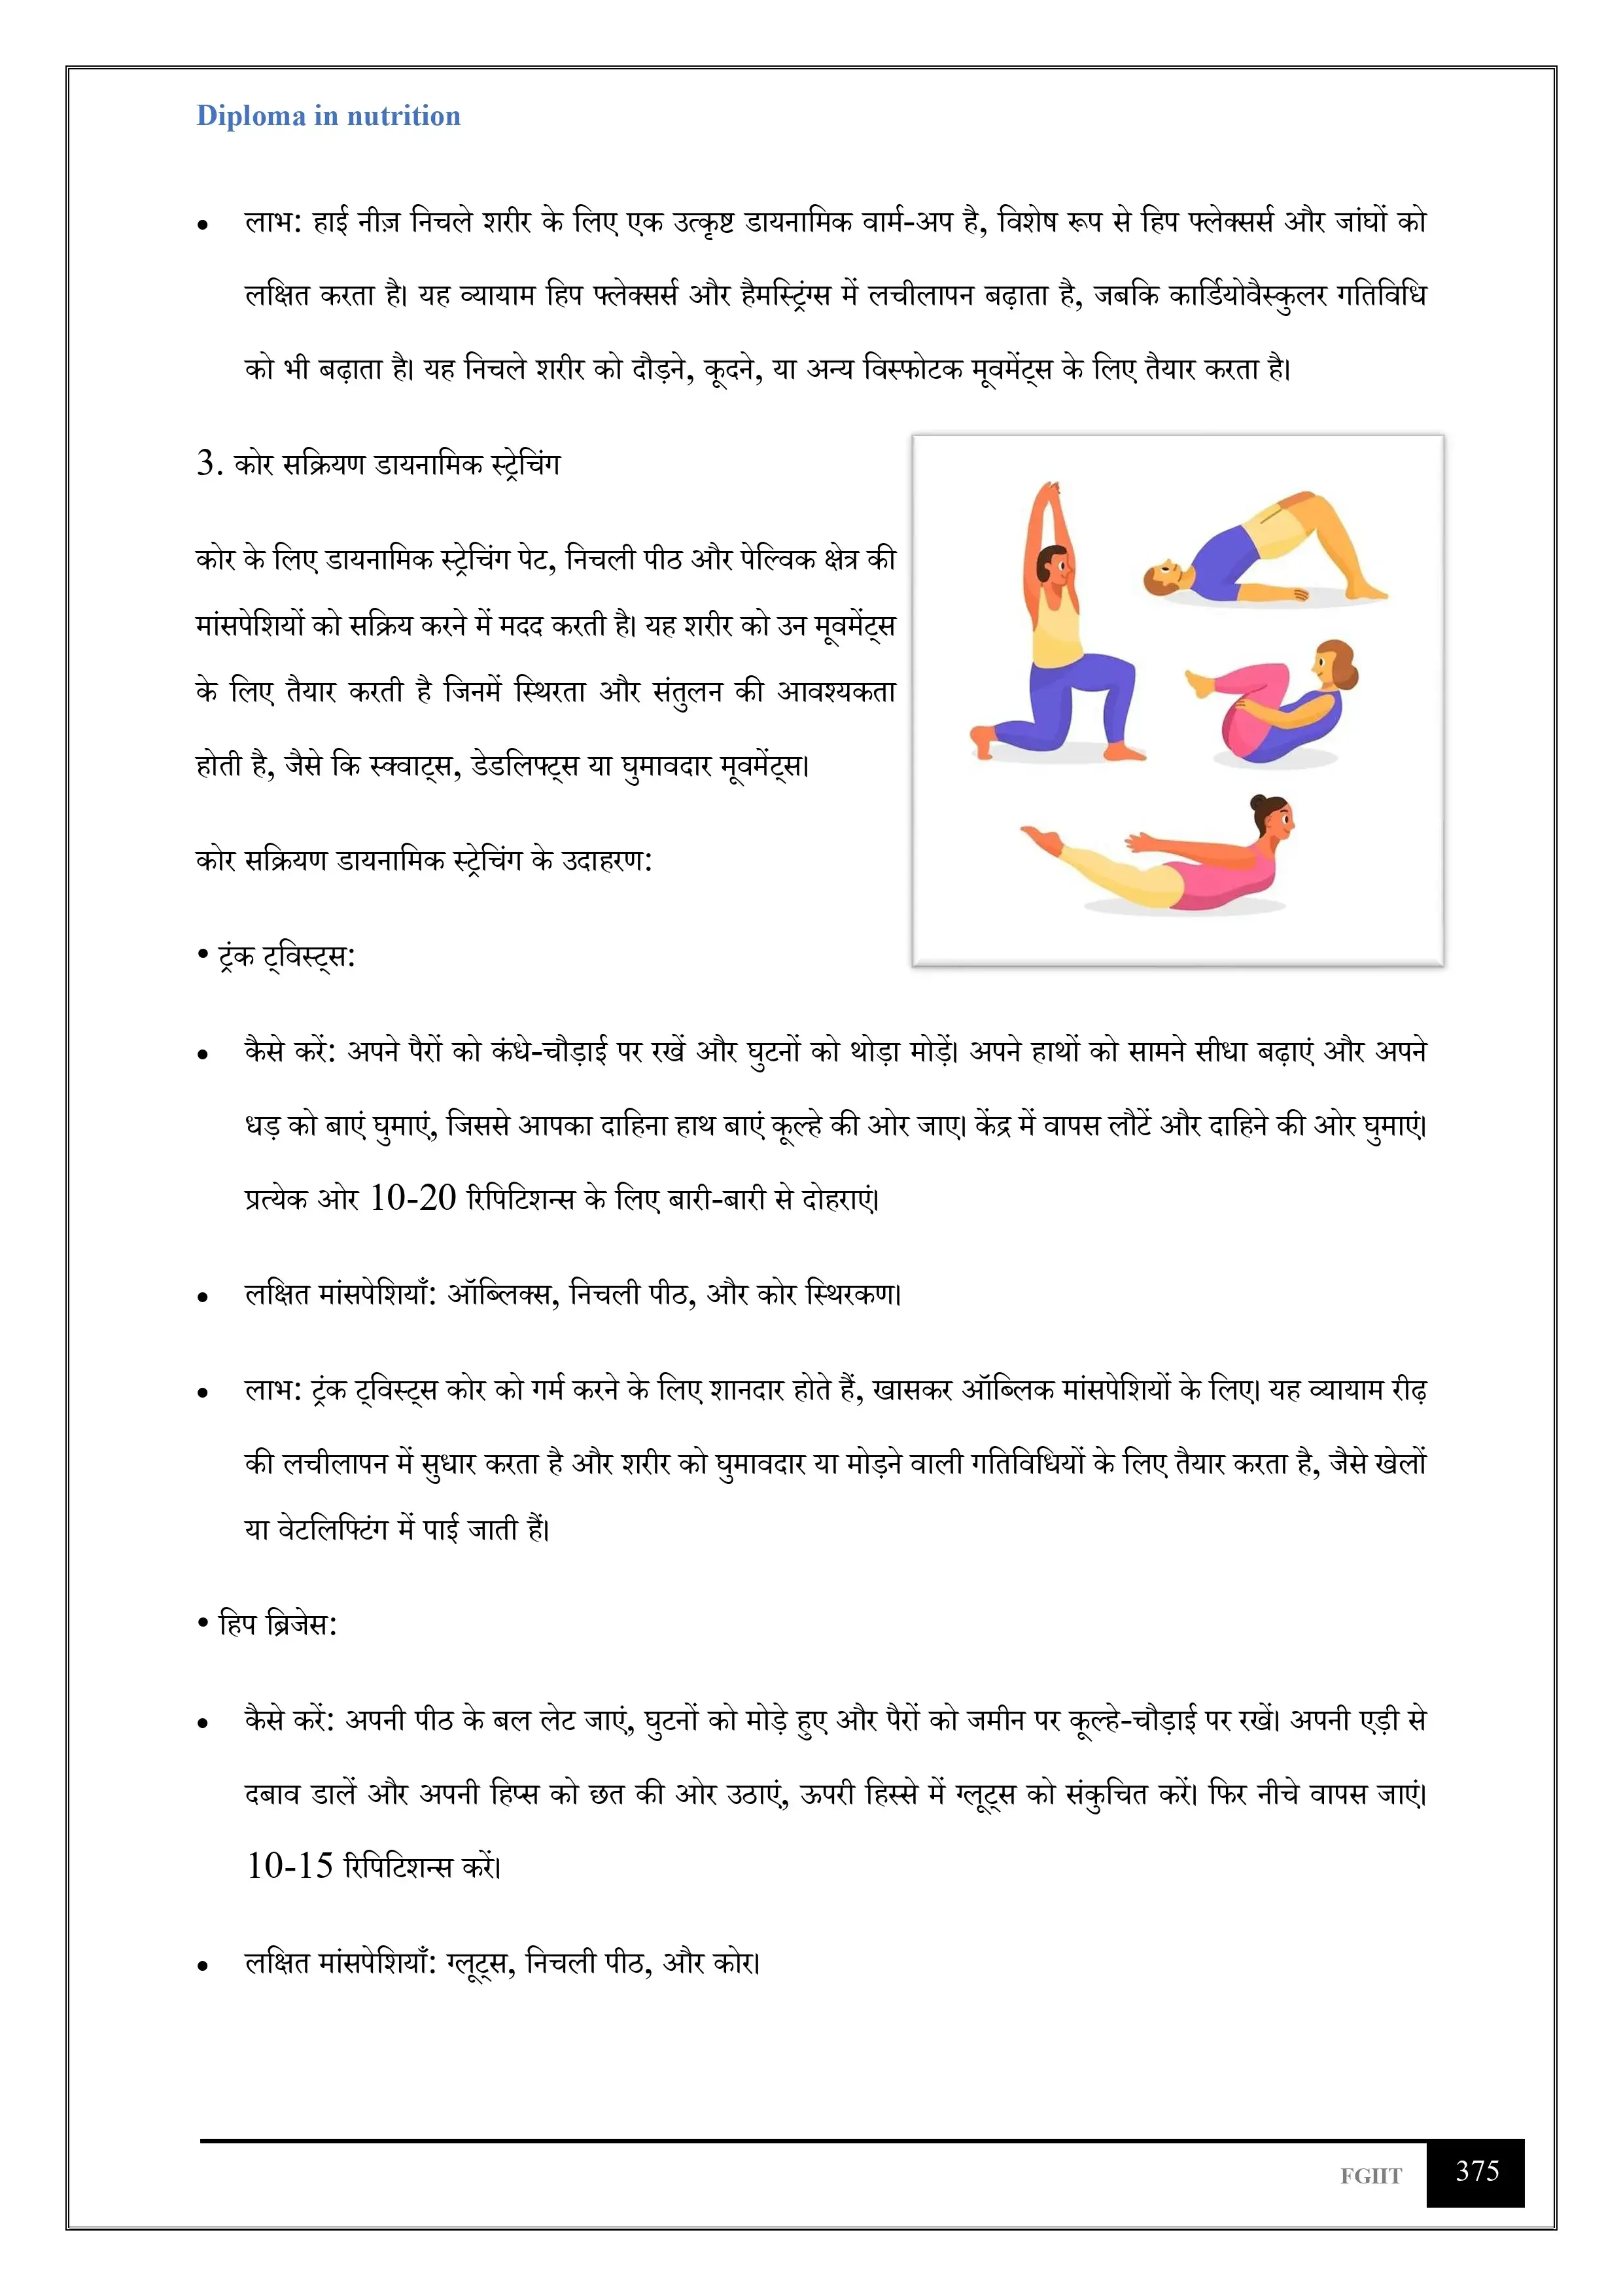 Diploma in nutrition
• लाभ: हाई नीज़ निचले शरीर के लिए एक उत्कृष्ट डायनामिक वार्म-अप है, विशेष रूप से हिप फ्लेक्सर्स और जांघों को
लक्षित करता है। यह व्यायाम हिप फ्लेक्सर्स और हैमस्ट्रिंग्स में लचीलापन बढ़ाता है, जबकि कार्डियोवैस्कुलर गतिविधि
को भी बढ़ाता है। यह निचले शरीर को दौड़ने, कूदने, या अन्य विस्फोटक मूवमेंट्स के लिए तैयार करता है।
3. कोर सक्रियण डायनामिक स्ट्रेचिंग
कोर के लिए डायनामिक स्ट्रेचिंग पेट, निचली पीठ और पेल्विक क्षेत्र की
मांसपेशियों को सक्रिय करने में मदद करती है। यह शरीर को उन मूवमेंट्स
के लिए तैयार करती है जिनमें स्थिरता और संतुलन की आवश्यकता
होती है, जैसे कि स्क्वाट्स, डेडलिफ्ट्स या घुमावदार मूवमेंट्स।
कोर सक्रियण डायनामिक स्ट्रेचिंग के उदाहरण:
• ट्रंक ट्विस्ट्स:
• कैसे करें: अपने पैरों को कंधे-चौड़ाई पर रखें और घुटनों को थोड़ा मोड़ें। अपने हाथों को सामने सीधा बढ़ाएं और अपने
धड़ को बाएं घुमाएं, जिससे आपका दाहिना हाथ बाएं कूल्हे की ओर जाए। केंद्र में वापस लौटें और दाहिने की ओर घुमाएं।
प्रत्येक ओर 10-20 रिपिटिशन्स के लिए बारी-बारी से दोहराएं।
• लक्षित मांसपेशियाँ: ऑब्लिक्स, निचली पीठ, और कोर स्थिरकण।
• लाभ: ट्रंक ट्विस्ट्स कोर को गर्म करने के लिए शानदार होते हैं, खासकर ऑब्लिक मांसपेशियों के लिए। यह व्यायाम रीढ़
की लचीलापन में सुधार करता है और शरीर को घुमावदार या मोड़ने वाली गतिविधियों के लिए तैयार करता है, जैसे खेलों
या वेटलिफ्टिंग में पाई जाती हैं।
• हिप ब्रिजेस:
• कैसे करें: अपनी पीठ के बल लेट जाएं, घुटनों को मोड़े हुए और पैरों को जमीन पर कूल्हे-चौड़ाई पर रखें। अपनी एड़ी से
दबाव डालें और अपनी हिप्स को छत की ओर उठाएं, ऊपरी हिस्से में ग्लूट्स को संकुचित करें। फिर नीचे वापस जाएं।
10-15 रिपिटिशन्स करें।
• लक्षित मांसपेशियाँ: ग्लूट्स, निचली पीठ, और कोर।
FGIIT 375